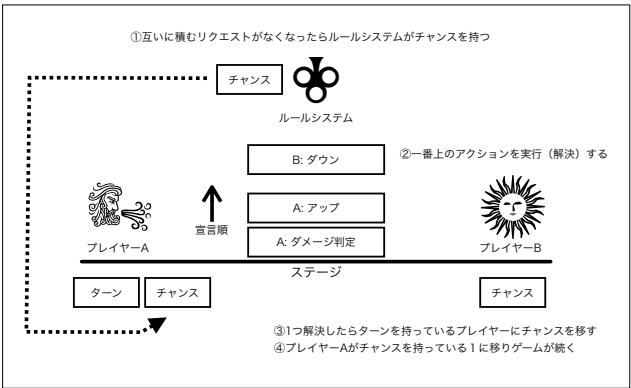 ①互いに積むリクエストがなくなったらルールシステムがチャンスを持つ
チャンス
ルールシステム
B: ダウン
②一番上のアクションを実行（解決）する
A: アップ
宣言順
A: ダメージ判定
プレイヤーA
プレイヤーB
ステージ
ターン
チャンス
チャンス
③1つ解決したらターンを持っているプレイヤーにチャンスを移す
④プレイヤーAがチャンスを持っている１に移りゲームが続く